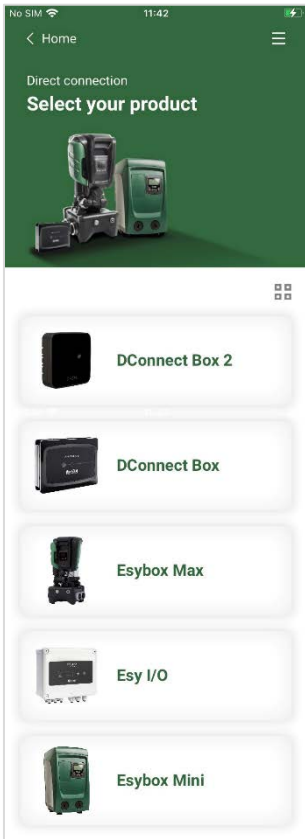 No SIM 11:42
Home
Direct connection
Select your product
DConnect Box 2
DConnect Box
Esybox Max
Esy I/O
Esybox Mini